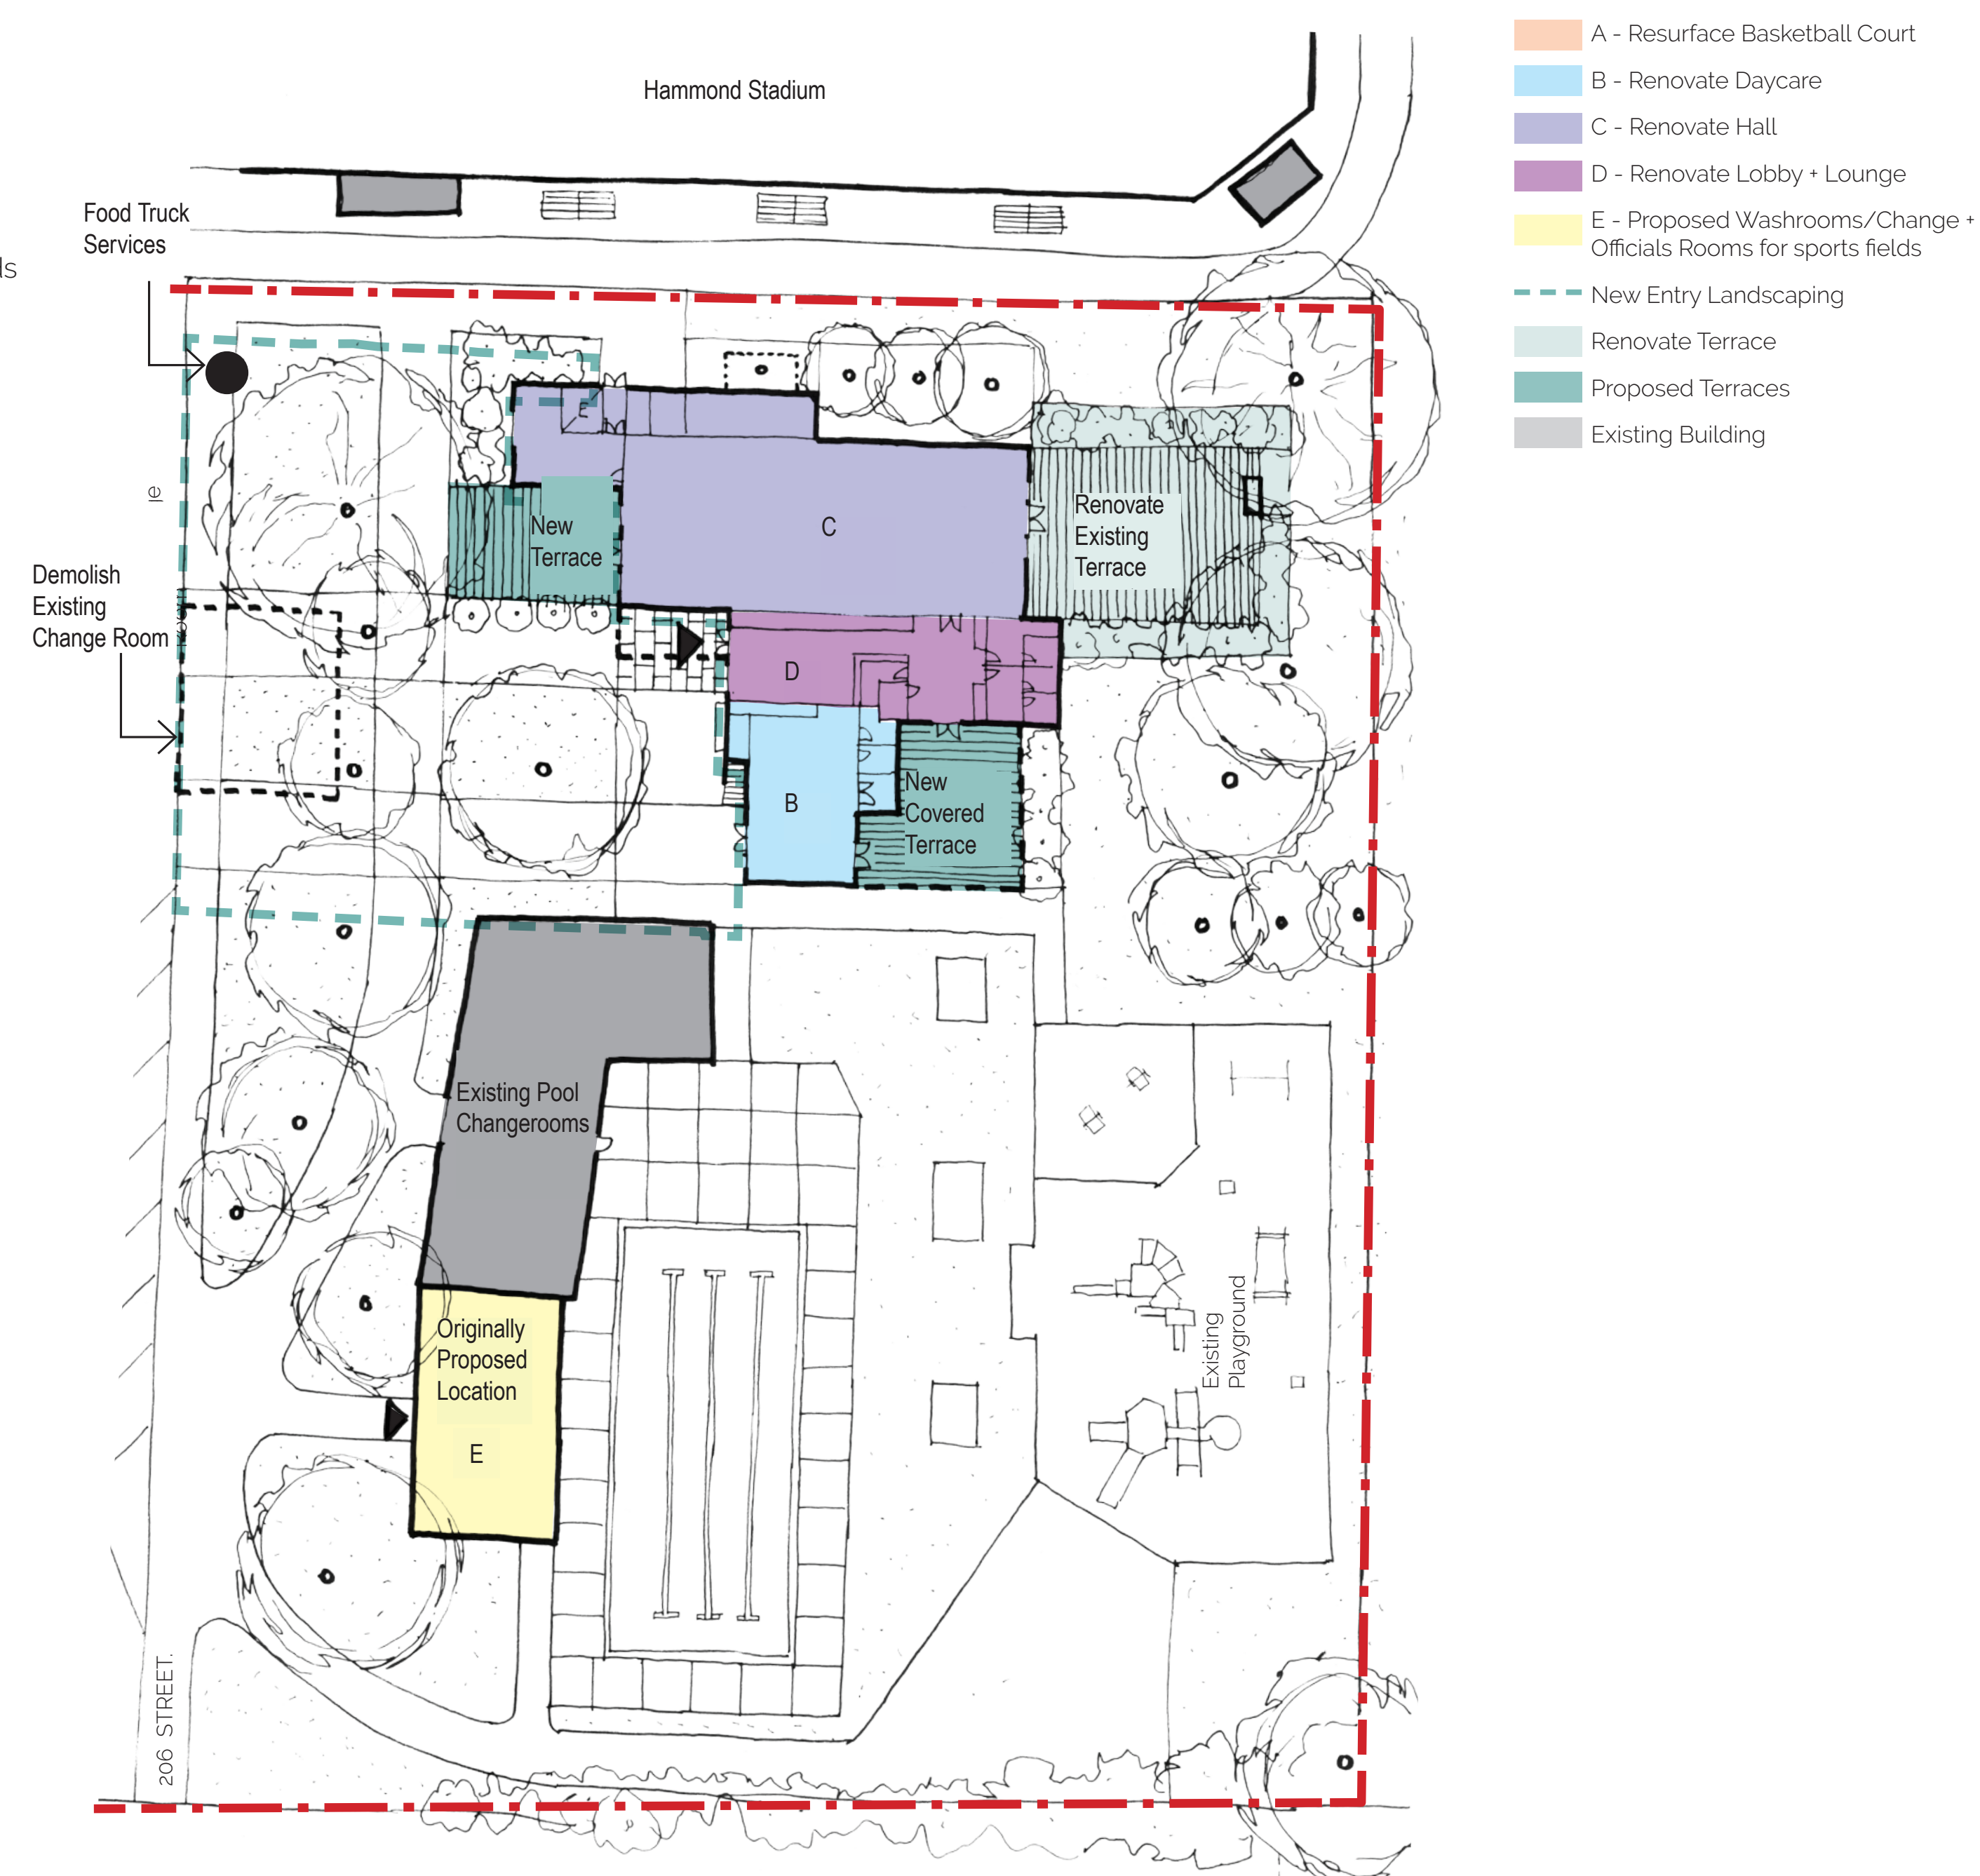 A - Resurface Basketball Court
B - Renovate Daycare
C - Renovate Hall
D - Renovate Lobby + Lounge
E - Proposed Washrooms/Change +
Officials Rooms for sports fields
New Entry Landscaping
Renovate Terrace
Proposed Terraces
Existing Building
Hammond Stadium
Food Truck
Services
ds
E
New
Terrace
C
Renovate
Existing
Terrace
Demolish
Existing
Change Room
D
B
New
Covered
Terrace
Existing Pool
Changerooms
Originally
Proposed
Location
E
Existing
Playground
206 STREET.